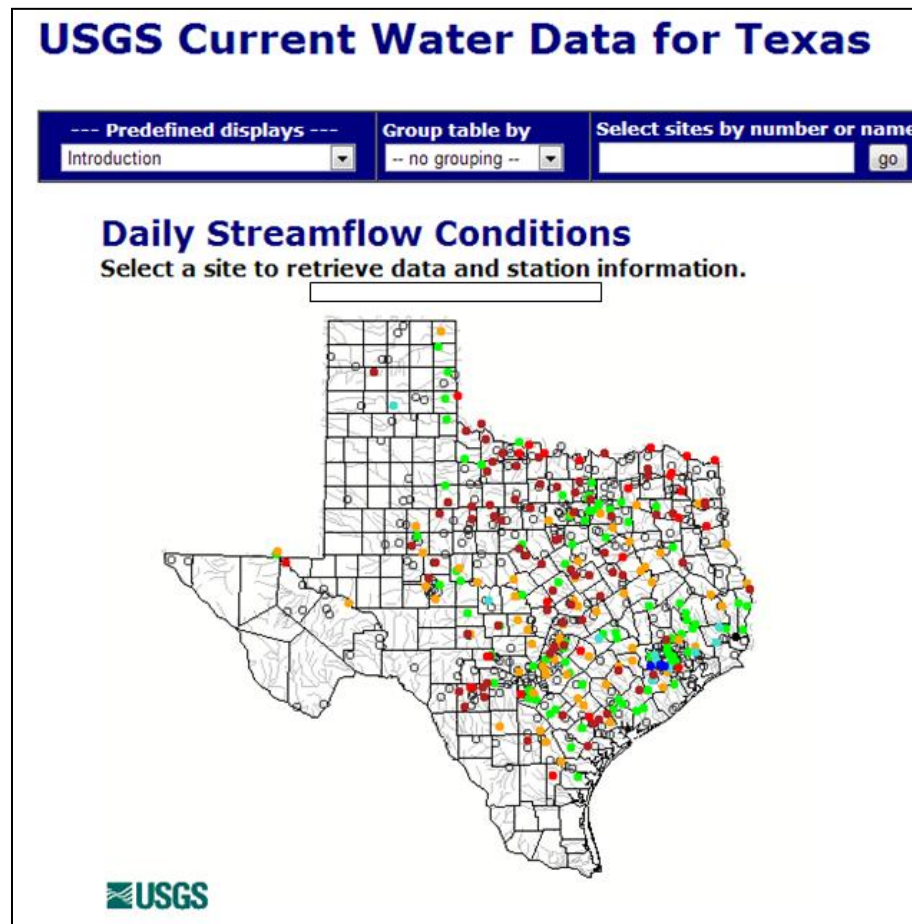 USGS Current Water Data for Texas
--- Predefined displays ---
Introduction
Group table by
-- no grouping --
Select sites by number or name
go
Daily Streamflow Conditions
Select a site to retrieve data and station information.
USGS